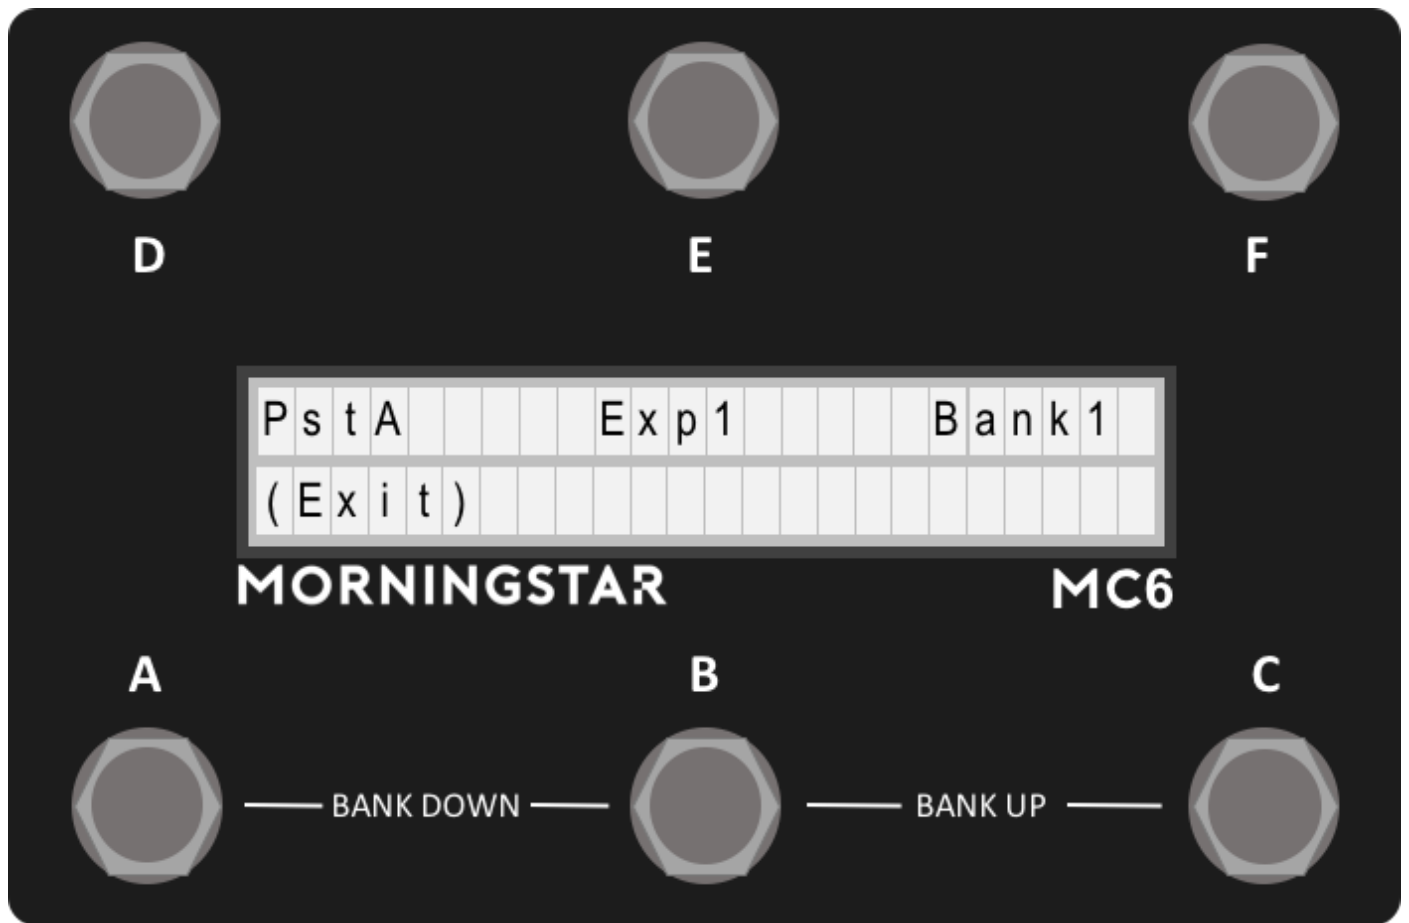 D E F
PstA Exp1 Bank1
(Exit)
MORNINGSTAR MC6
A B C
BANK DOWN BANK UP